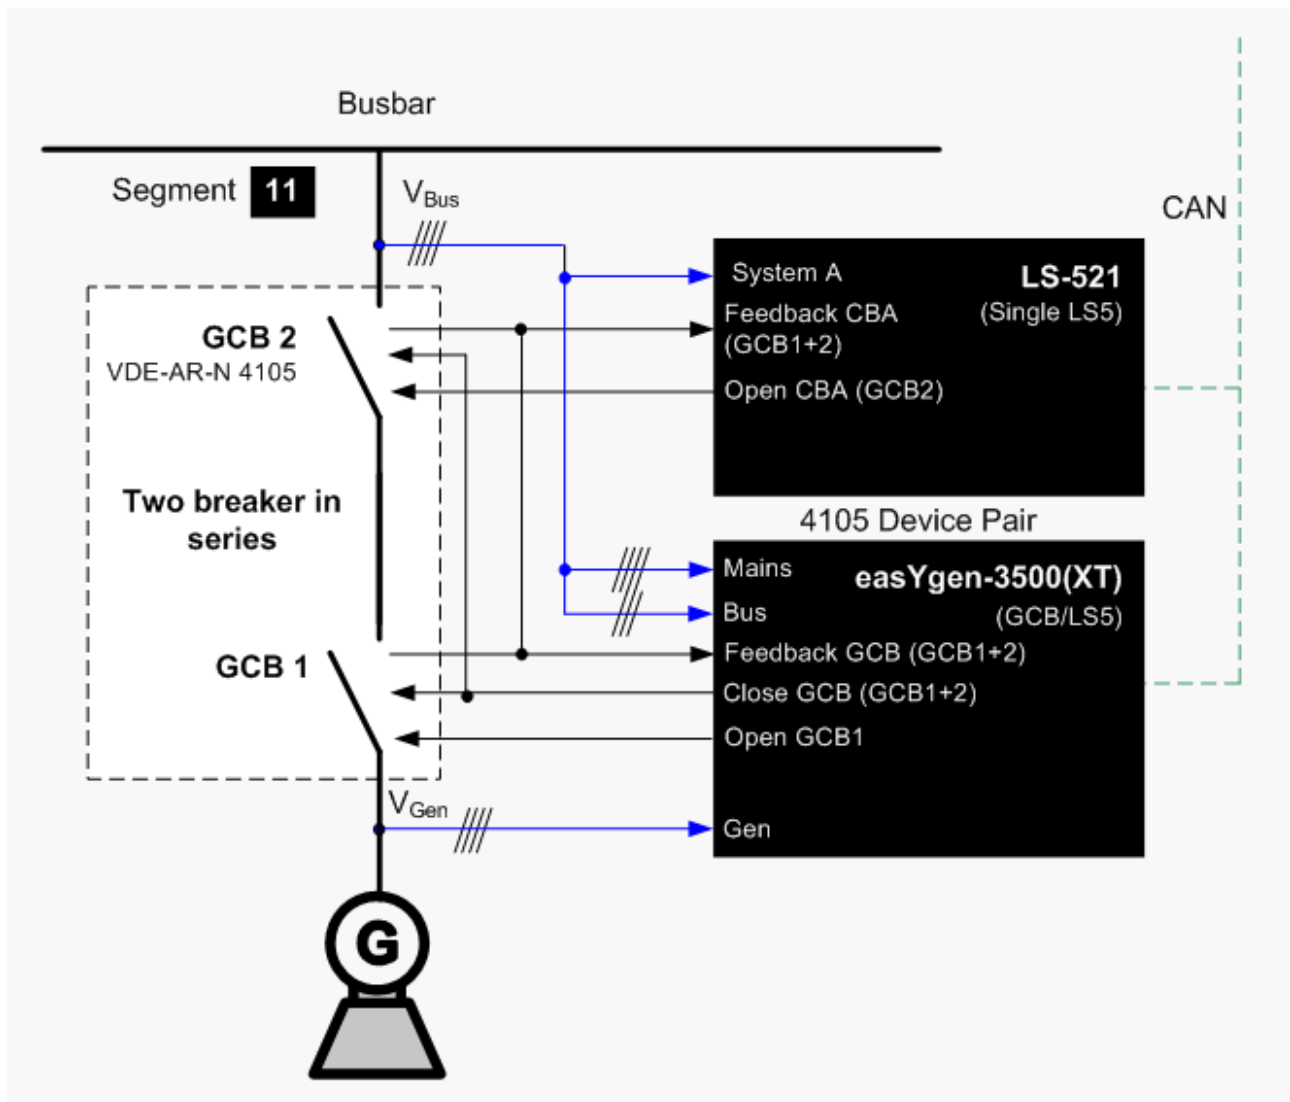 Busbar
Segment 11
VBus
CAN
System A
LS-521
Feedback CBA
(Single LS5)
(GCB1+2)
GCB 2
VDE-AR-N 4105
Open CBA (GCB2)
Two breaker in
series
4105 Device Pair
Mains
easYgen-3500(XT)
Bus
(GCB/LS5)
Feedback GCB (GCB1+2)
GCB 1
Close GCB (GCB1+2)
Open GCB1
VGen
Gen
G